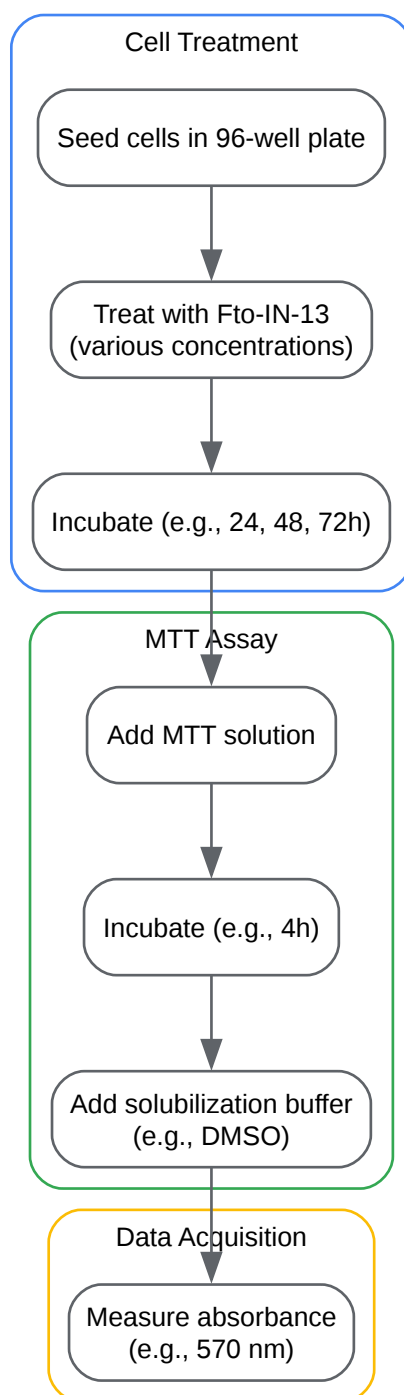 Cell Treatment
Seed cells in 96-well plate
Treat with Fto-IN-13
(various concentrations)
Incubate (e.g., 24, 48, 72h)
MTT Assay
Add MTT solution
Incubate (e.g., 4h)
Add solubilization buffer
(e.g., DMSO)
Data Acquisition
Measure absorbance
(e.g., 570 nm)